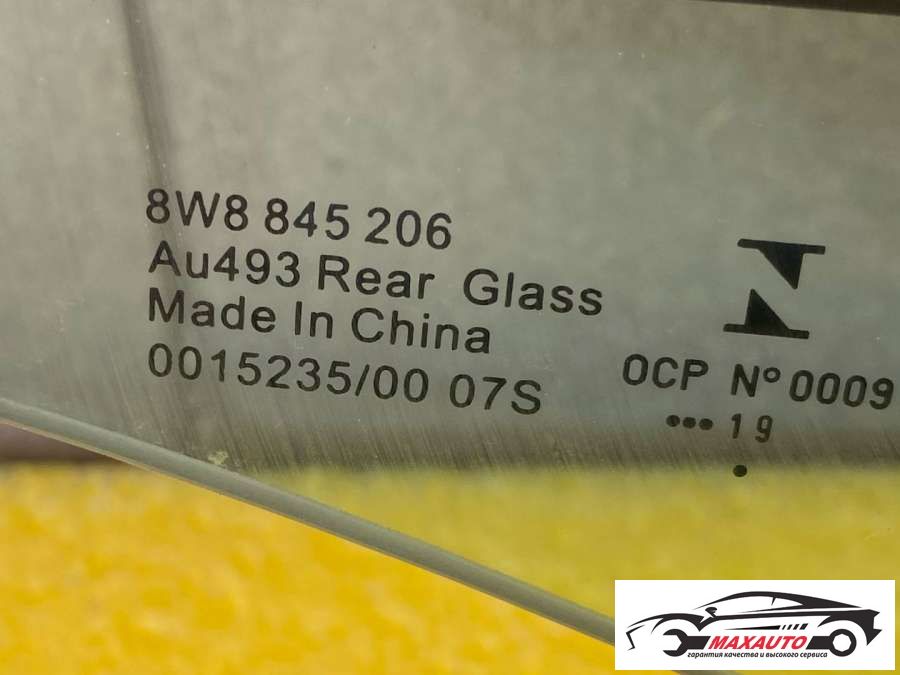 8W8 845 206
Au493 Rear Glass
Made In China
0015235/00 07S
OCP Nº 0009
••• 19
•
MAXAUTO
гарантия качества и высокого сервиса